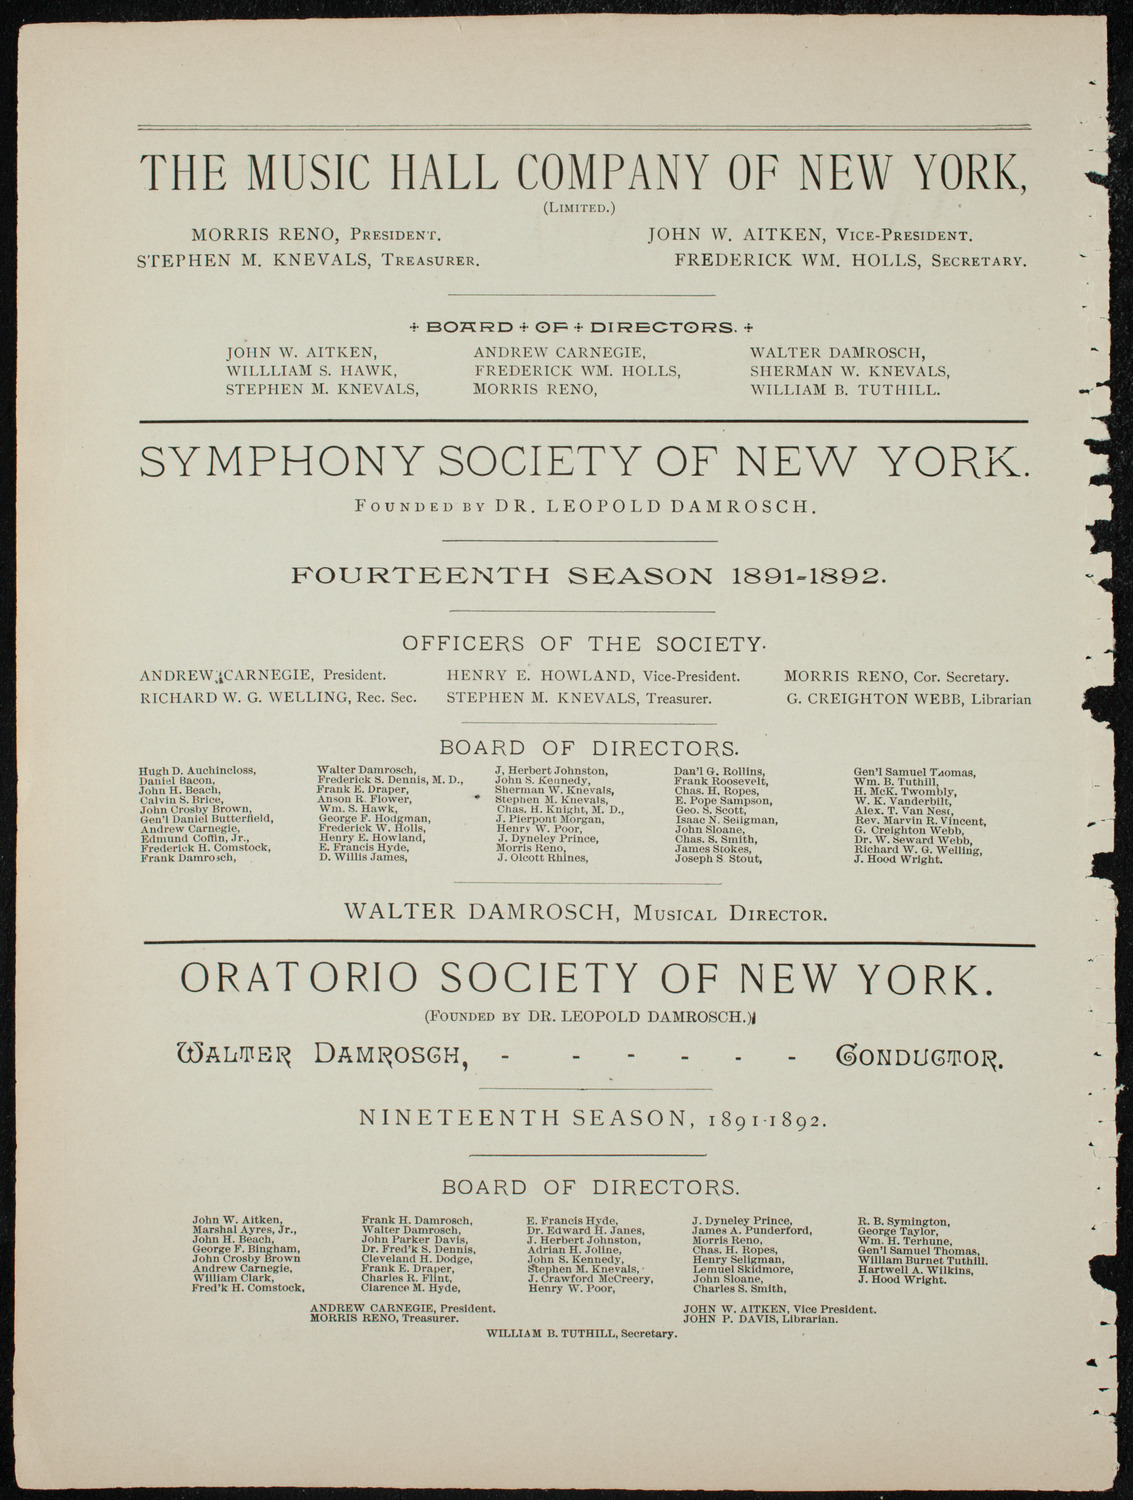 THE MUSIC HALL COMPANY OF NEW YORK,
(LIMITED.)
MORRIS RENO, PRESIDENT. JOHN W. AITKEN, VICE-PRESIDENT.
STEPHEN M. KNEVALS, TREASURER. FREDERICK WM. HOLLS, SECRETARY.
+ BOARD + OF + DIRECTORS. +
JOHN W. AITKEN, ANDREW CARNEGIE, WALTER DAMROSCH,
WILLLIAM S. HAWK, FREDERICK WM. HOLLS, SHERMAN W. KNEVALS,
STEPHEN M. KNEVALS, MORRIS RENO, WILLIAM B. TUTHILL.
SYMPHONY SOCIETY OF NEW YORK.
FOUNDED BY DR. LEOPOLD DAMROSCH.
FOURTEENTH SEASON 1891-1892.
OFFICERS OF THE SOCIETY.
ANDREW CARNEGIE, President. HENRY E. HOWLAND, Vice-President. MORRIS RENO, Cor. Secretary.
RICHARD W. G. WELLING, Rec. Sec. STEPHEN M. KNEVALS, Treasurer. G. CREIGHTON WEBB, Librarian
BOARD OF DIRECTORS.
Hugh D. Auchincloss, Walter Damrosch, J. Herbert Johnston, Dan'l G. Rollins, Gen'l Samuel Thomas,
Daniel Bacon, Frederick S. Dennis, M. D., John S. Kennedy, Frank Roosevelt, Wm. B. Tuthill,
John H. Beach, Frank E. Draper, Sherman W. Knevals, Chas. H. Ropes, H. McK. Twombly,
Calvin S. Brice, Anson R. Flower, Stephen M. Knevals, E. Pope Sampson, W. K. Vanderbilt,
John Crosby Brown, Wm. S. Hawk, Chas. H. Knight, M. D., Geo. S. Scott, Alex. T. Van Nest,
Gen'l Daniel Butterfield, George F. Hodgman, J. Pierpont Morgan, Isaac N. Seligman, Rev. Marvin R. Vincent,
Andrew Carnegie, Frederick W. Holls, Henry W. Poor, John Sloane, G. Creighton Webb,
Edmund Coffin, Jr., Henry E. Howland, J. Dyneley Prince, Chas. S. Smith, Dr. W. Seward Webb,
Frederick H. Comstock, E. Francis Hyde, Morris Reno, James Stokes, Richard W. G. Welling,
Frank Damrosch, D. Willis James, J. Olcott Rhines, Joseph S. Stout, J. Hood Wright.
WALTER DAMROSCH, MUSICAL DIRECTOR.
ORATORIO SOCIETY OF NEW YORK.
(FOUNDED BY DR. LEOPOLD DAMROSCH.)
WALTER DAMROSCH, - - - - - - CONDUCTOR.
NINETEENTH SEASON, 1891-1892.
BOARD OF DIRECTORS.
John W. Aitken, Frank H. Damrosch, E. Francis Hyde, J. Dyneley Prince, R. B. Symington,
Marshal Ayres, Jr., Walter Damrosch, Dr. Edward H. Janes, James A. Punderford, George Taylor,
John H. Beach, John Parker Davis, J. Herbert Johnston, Morris Reno, Wm. H. Terhune,
George F. Bingham, Dr. Fred'k S. Dennis, Adrian H. Joline, Chas. H. Ropes, Gen'l Samuel Thomas,
John Crosby Brown Cleveland H. Dodge, John S. Kennedy, Henry Seligman, William Burnet Tuthill.
Andrew Carnegie, Frank E. Draper, Stephen M. Knevals, Lemuel Skidmore, Hartwell A. Wilkins,
William Clark, Charles R. Flint, J. Crawford McCreery, John Sloane, J. Hood Wright.
Fred'k H. Comstock, Clarence M. Hyde, Henry W. Poor, Charles S. Smith,
ANDREW CARNEGIE, President. JOHN W. AITKEN, Vice President.
MORRIS RENO, Treasurer. JOHN P. DAVIS, Librarian.
WILLIAM B. TUTHILL, Secretary.